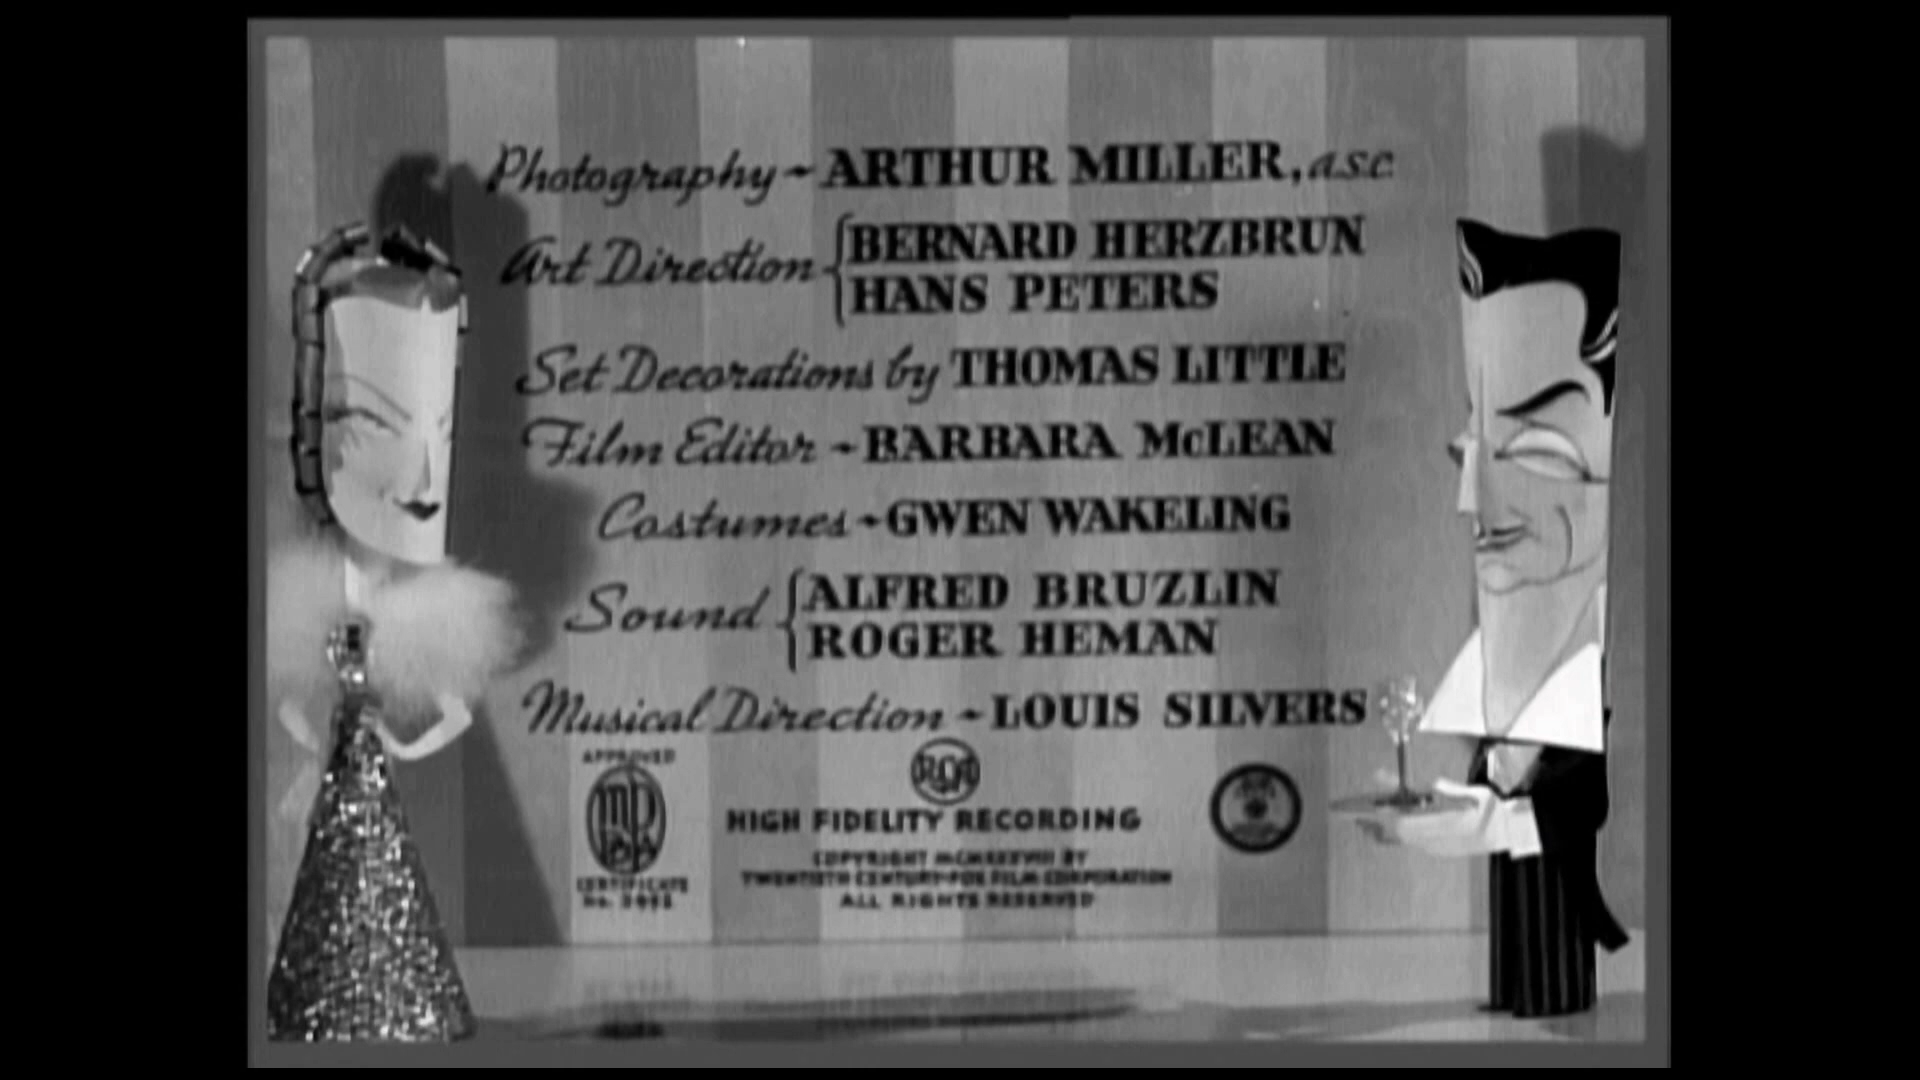 Photography ~ ARTHUR MILLER, a.s.c.
Art Direction { BERNARD HERZBRUN
HANS PETERS
Set Decorations by THOMAS LITTLE
Film Editor ~ BARBARA McLEAN
Costumes ~ GWEN WAKELING
Sound { ALFRED BRUZLIN
ROGER HEMAN
Musical Direction ~ LOUIS SILVERS
APPROVED
RCA
HIGH FIDELITY RECORDING
COPYRIGHT MCMXXXVIII BY
TWENTIETH CENTURY-FOX FILM CORPORATION
ALL RIGHTS RESERVED
CERTIFICATE
No.